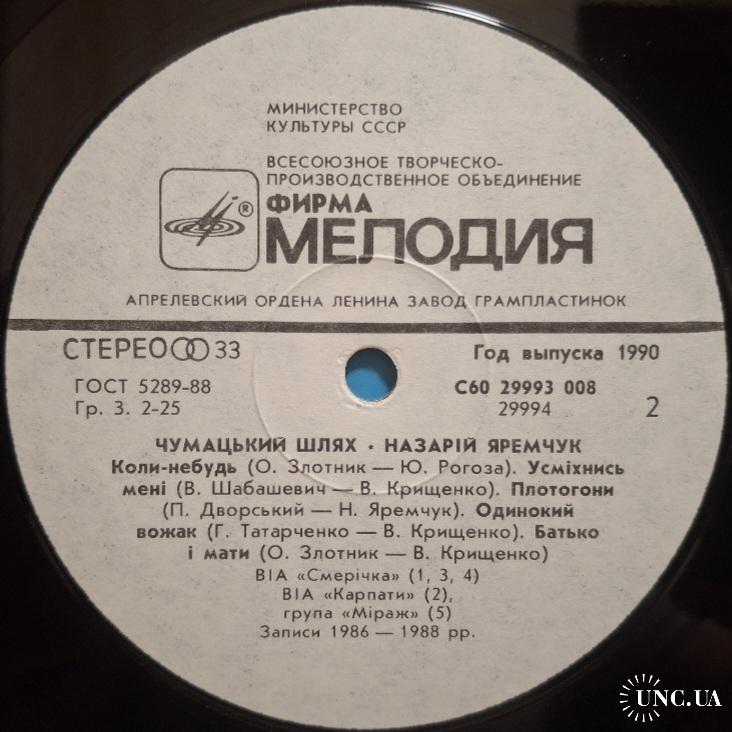 МИНИСТЕРСТВО
КУЛЬТУРЫ СССР
ВСЕСОЮЗНОЕ ТВОРЧЕСКО-
ПРОИЗВОДСТВЕННОЕ ОБЪЕДИНЕНИЕ
®
ФИРМА
МЕЛОДИЯ
АПРЕЛЕВСКИЙ ОРДЕНА ЛЕНИНА ЗАВОД ГРАМПЛАСТИНОК
СТЕРЕО 33
Год выпуска 1990
ГОСТ 5289-88
С60 29993 008
Гр. 3. 2-25
29994
2
ЧУМАЦЬКИЙ ШЛЯХ · НАЗАРІЙ ЯРЕМЧУК
Коли-небудь (О. Злотник — Ю. Рогоза). Усміхнись
мені (В. Шабашевич — В. Крищенко). Плотогони
(П. Дворський — Н. Яремчук). Одинокий
вожак (Г. Татарченко — В. Крищенко). Батько
і мати (О. Злотник — В. Крищенко)
ВІА «Смерічка» (1, 3, 4)
ВІА «Карпати» (2),
група «Міраж» (5)
Записи 1986 — 1988 рр.
UNC.UA